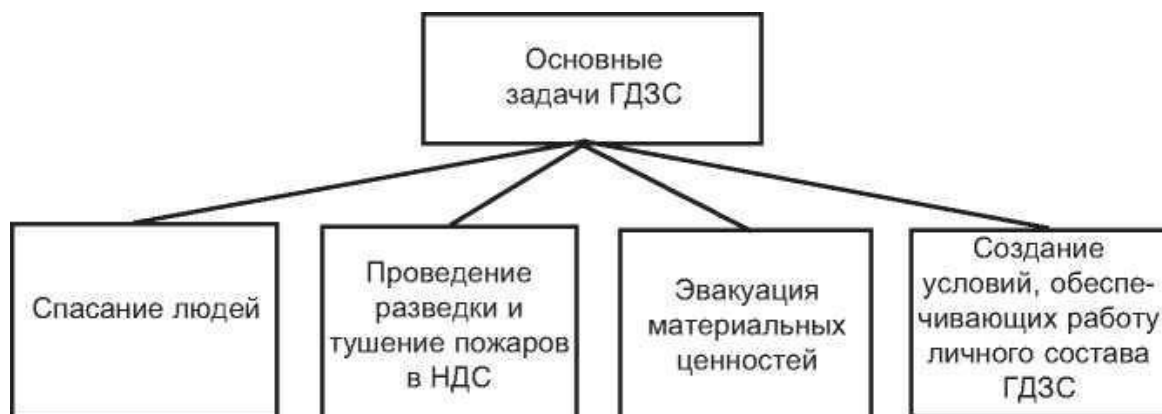 Основные
задачи ГДЗС
Спасание людей
Проведение
разведки и
тушение пожаров
в НДС
Эвакуация
материальных
ценностей
Создание
условий, обеспе-
чивающих работу
личного состава
ГДЗС